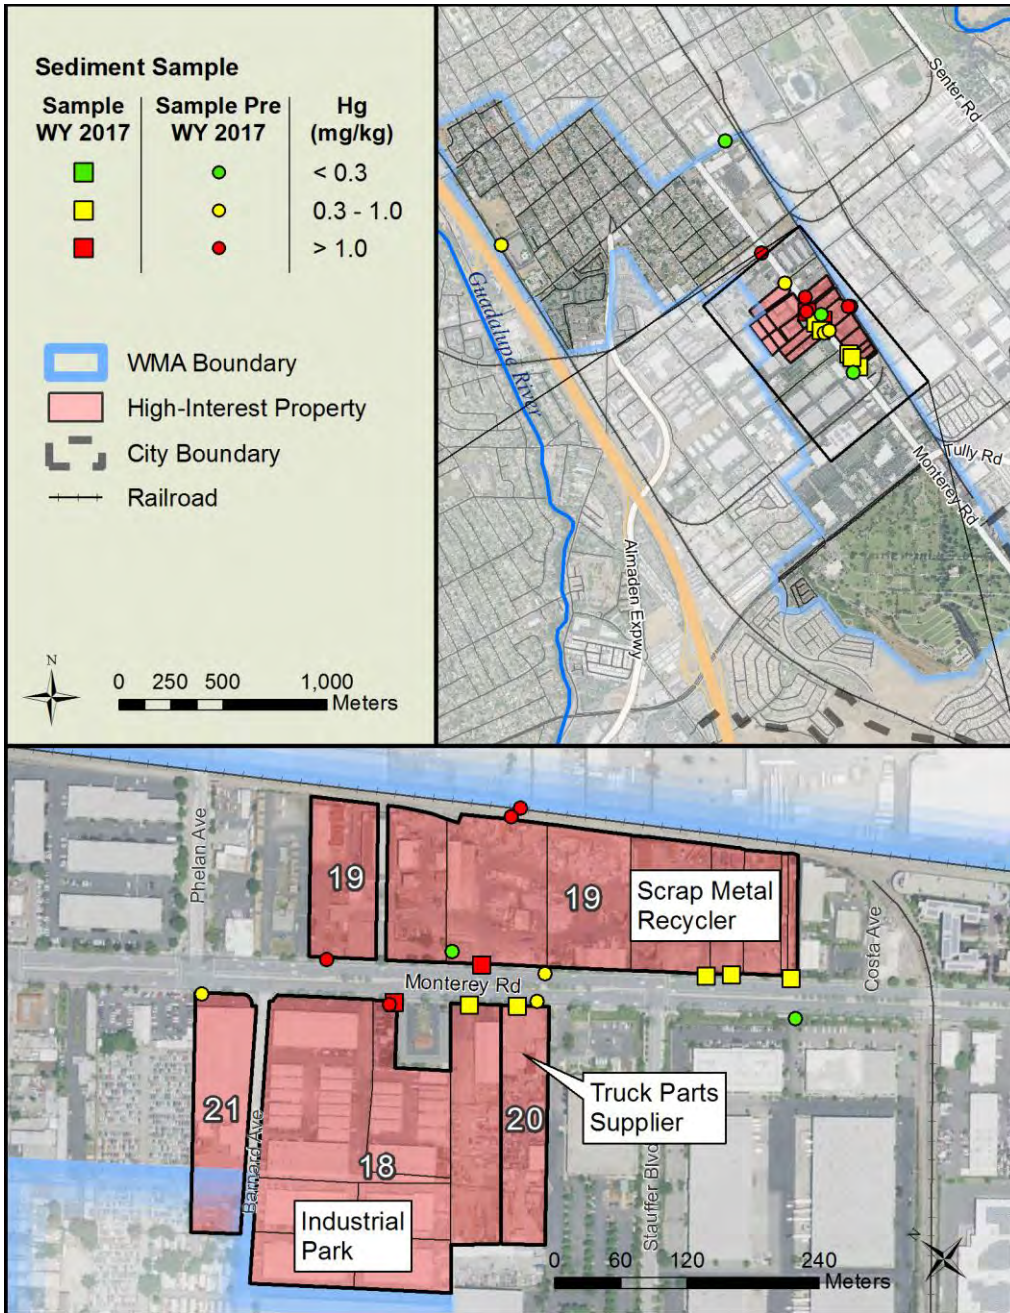 Sediment Sample
Sample WY 2017
Sample Pre WY 2017
Hg (mg/kg)
< 0.3
0.3 - 1.0
> 1.0
WMA Boundary
High-Interest Property
City Boundary
Railroad
N
0 250 500 1,000
Meters
Senter Rd
Guadalupe River
Almaden Expwy
Tully Rd
Monterey Rd
Phelan Ave
19
19
Scrap Metal
Recycler
Costa Ave
Monterey Rd
21
Barnard Ave
18
20
Truck Parts
Supplier
Stauffer Blvd
Industrial
Park
N
0 60 120 240
Meters